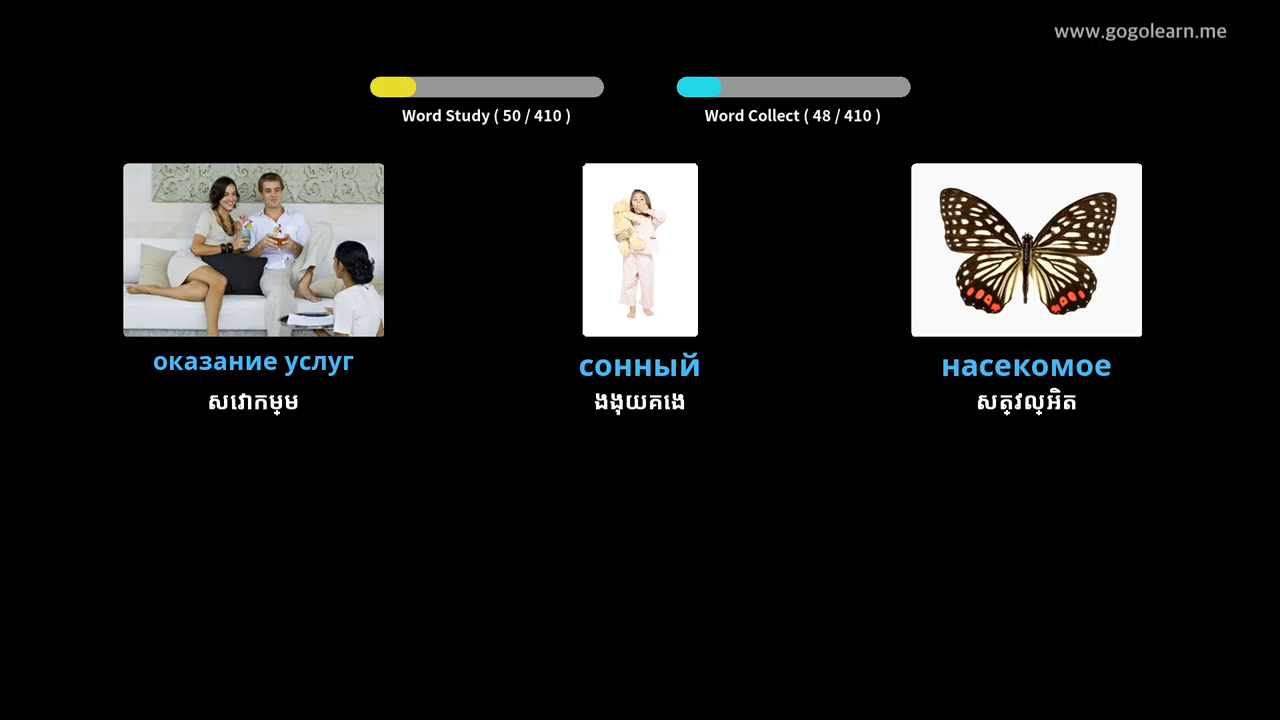 www.gogolearn.me
Word Study ( 50 / 410 )
Word Collect ( 48 / 410 )
оказание услуг
сонный
насекомое
សេវាកម្ម
ងងុយគេង
សត្វល្អិត